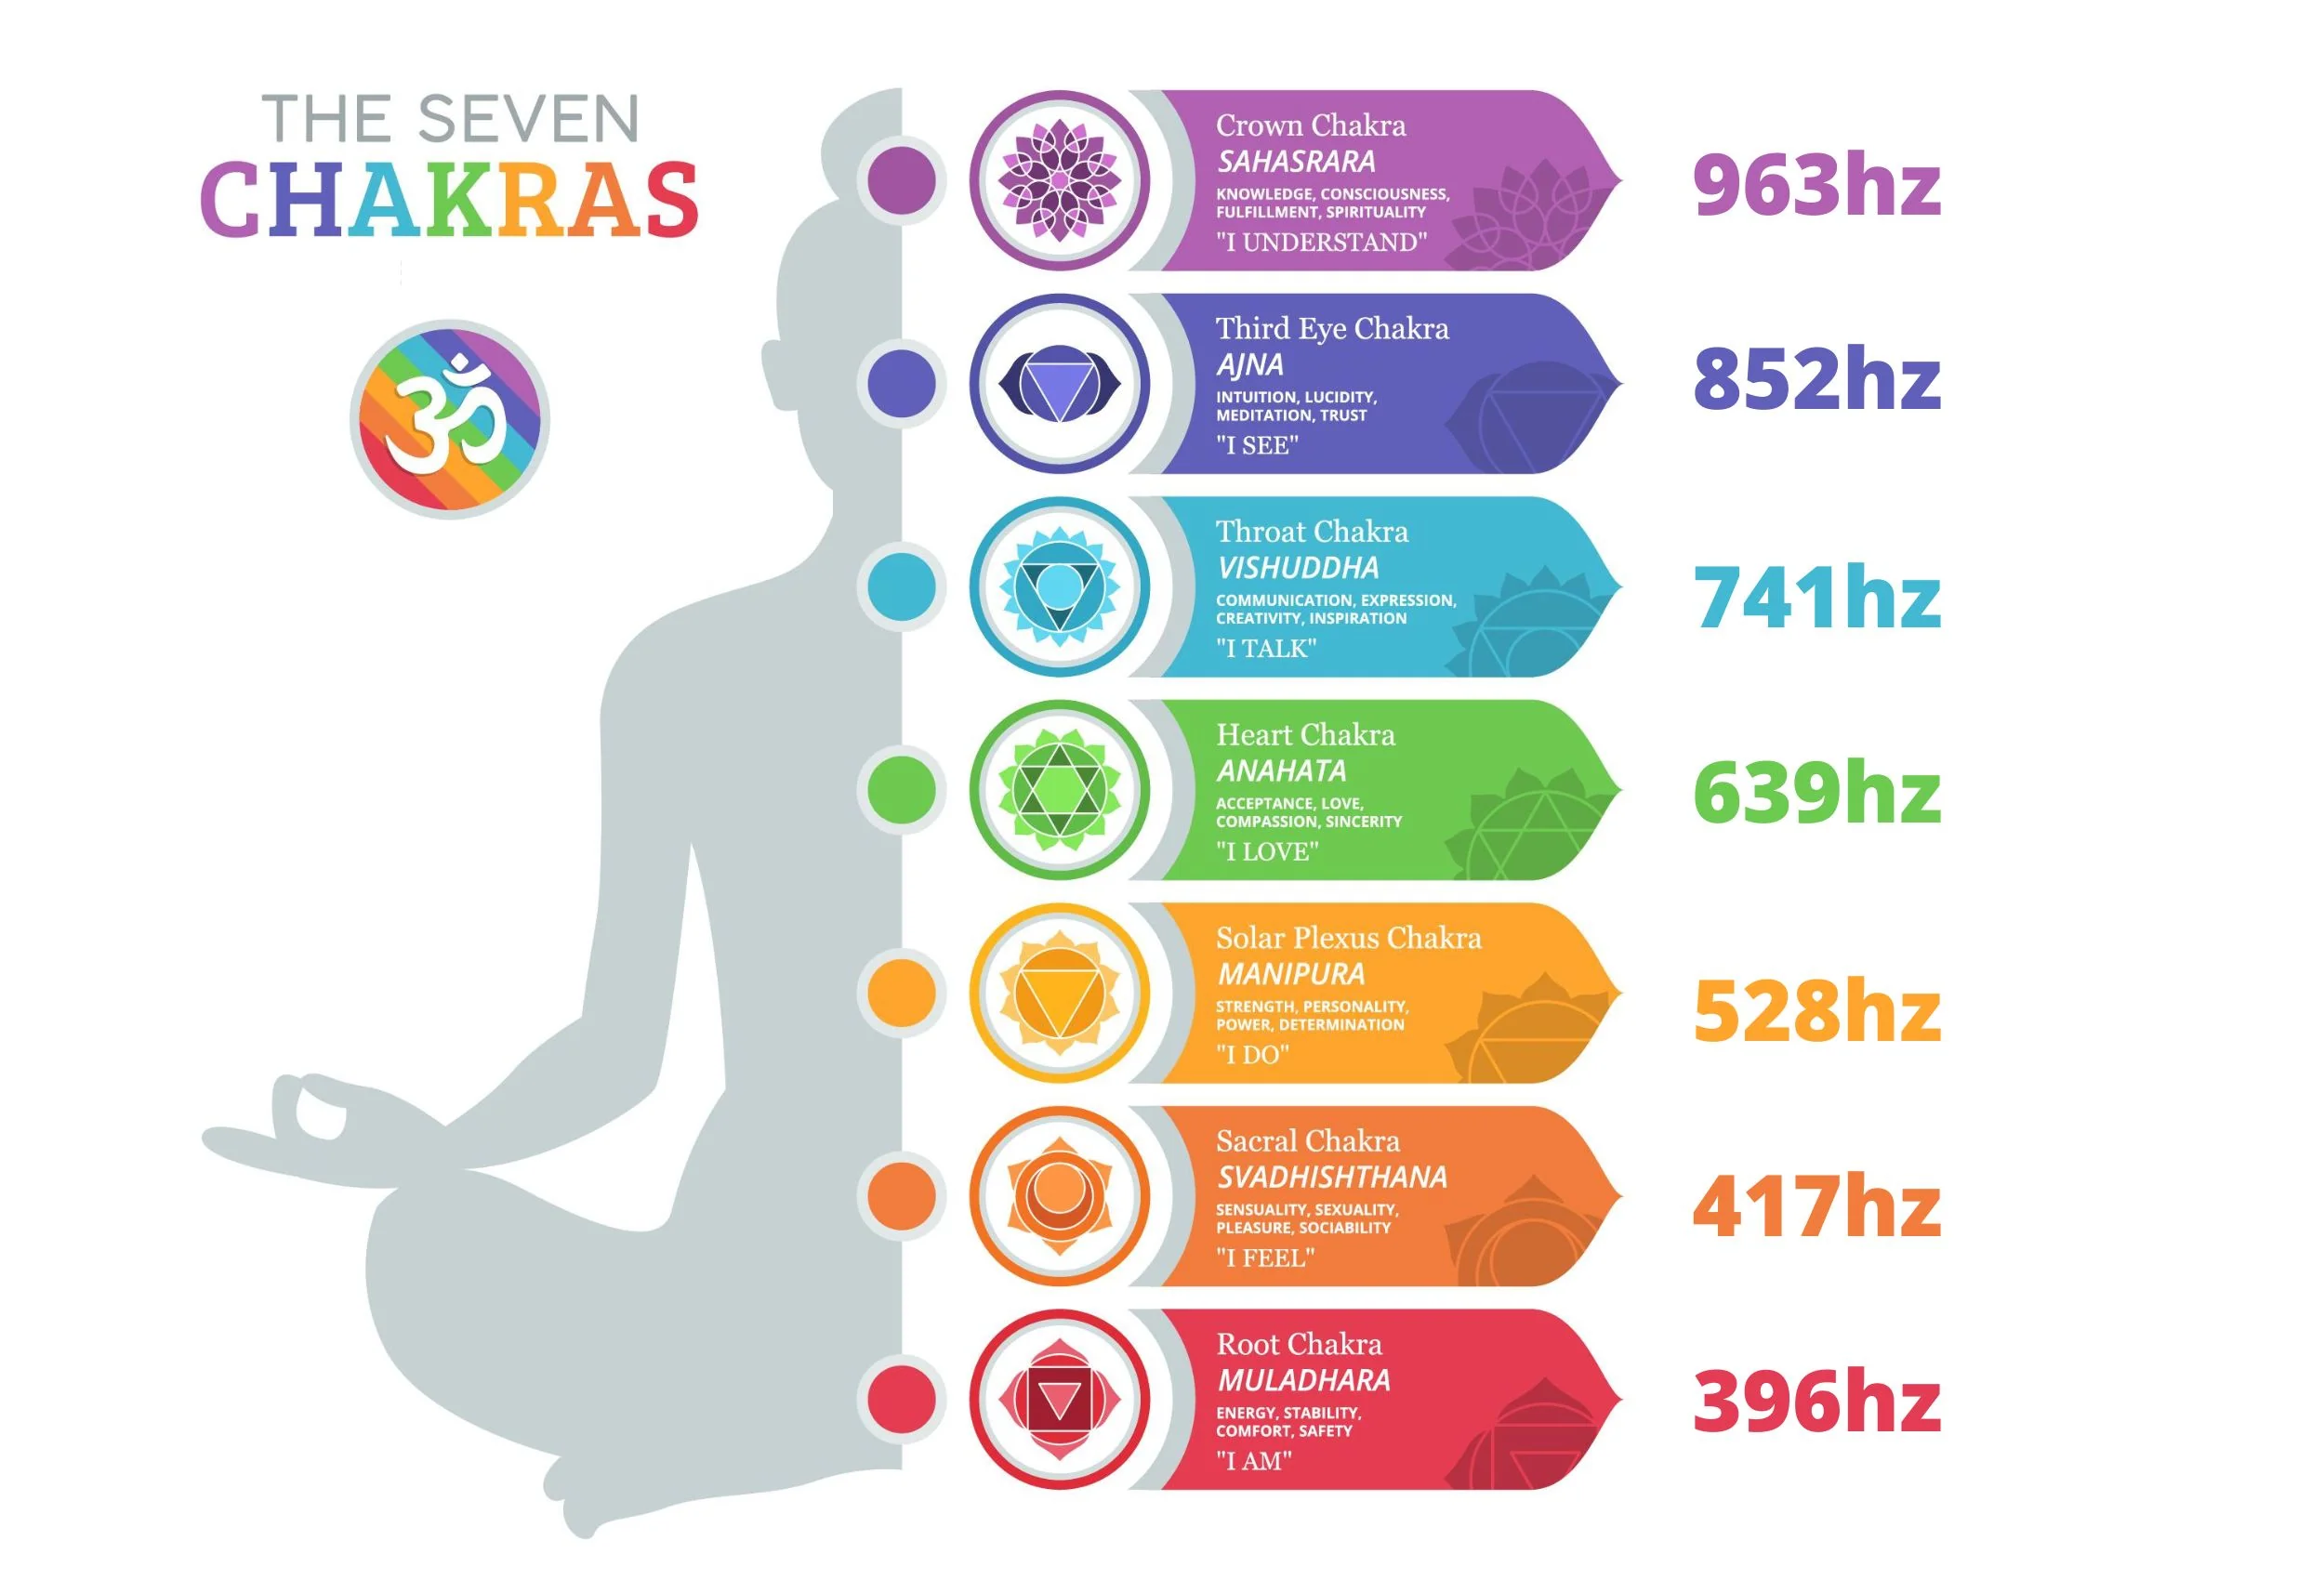 THE SEVEN
CHAKRAS
ॐ
Crown Chakra
SAHASRARA
KNOWLEDGE, CONSCIOUSNESS,
FULFILLMENT, SPIRITUALITY
"I UNDERSTAND"
963hz
Third Eye Chakra
AJNA
INTUITION, LUCIDITY,
MEDITATION, TRUST
"I SEE"
852hz
Throat Chakra
VISHUDDHA
COMMUNICATION, EXPRESSION,
CREATIVITY, INSPIRATION
"I TALK"
741hz
Heart Chakra
ANAHATA
ACCEPTANCE, LOVE,
COMPASSION, SINCERITY
"I LOVE"
639hz
Solar Plexus Chakra
MANIPURA
STRENGTH, PERSONALITY,
POWER, DETERMINATION
"I DO"
528hz
Sacral Chakra
SVADHISHTHANA
SENSUALITY, SEXUALITY,
PLEASURE, SOCIABILITY
"I FEEL"
417hz
Root Chakra
MULADHARA
ENERGY, STABILITY,
COMFORT, SAFETY
"I AM"
396hz